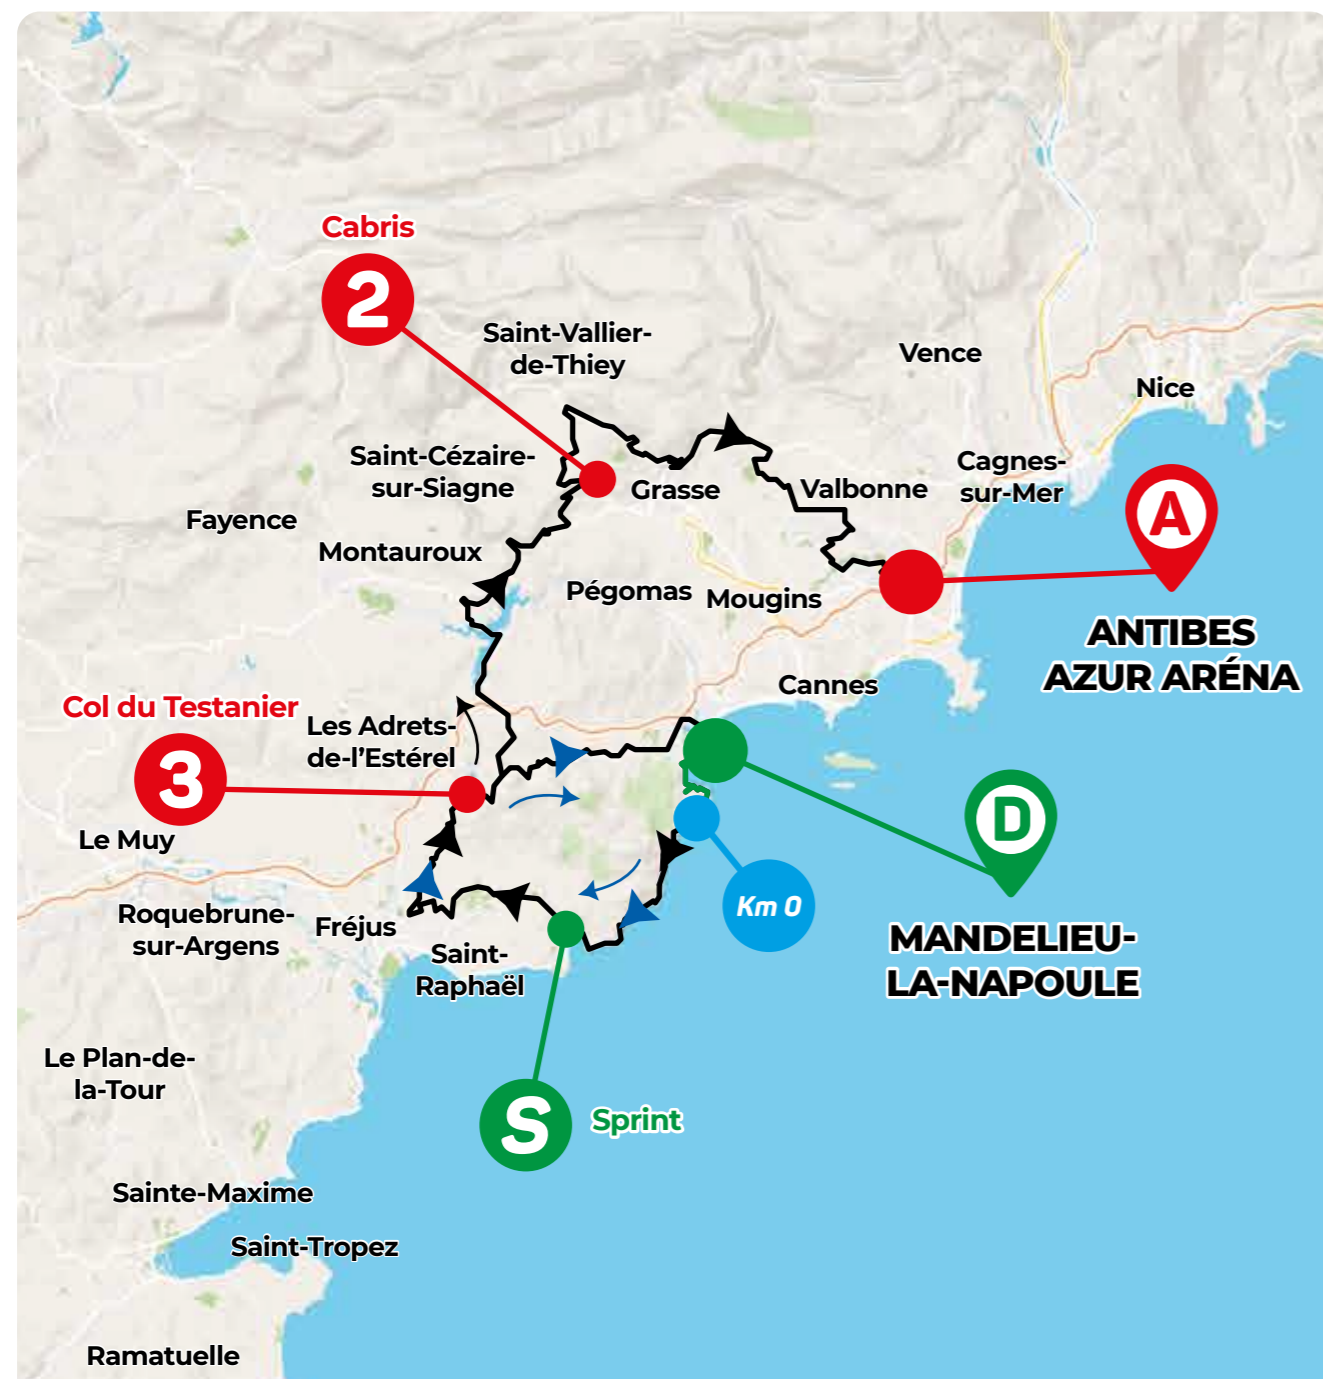 Cabris
2
Saint-Vallier-
de-Thiey
Vence
Nice
Saint-Cézaire-
sur-Siagne
Grasse
Valbonne
Cagnes-
sur-Mer
A
Fayence
Montauroux
Pégomas
Mougins
ANTIBES
AZUR ARÉNA
Cannes
Col du Testanier
3
Les Adrets-
de-l'Estérel
Le Muy
D
Km 0
MANDELIEU-
LA-NAPOULE
Roquebrune-
sur-Argens
Fréjus
Saint-
Raphaël
Le Plan-de-
la-Tour
S
Sprint
Sainte-Maxime
Saint-Tropez
Ramatuelle